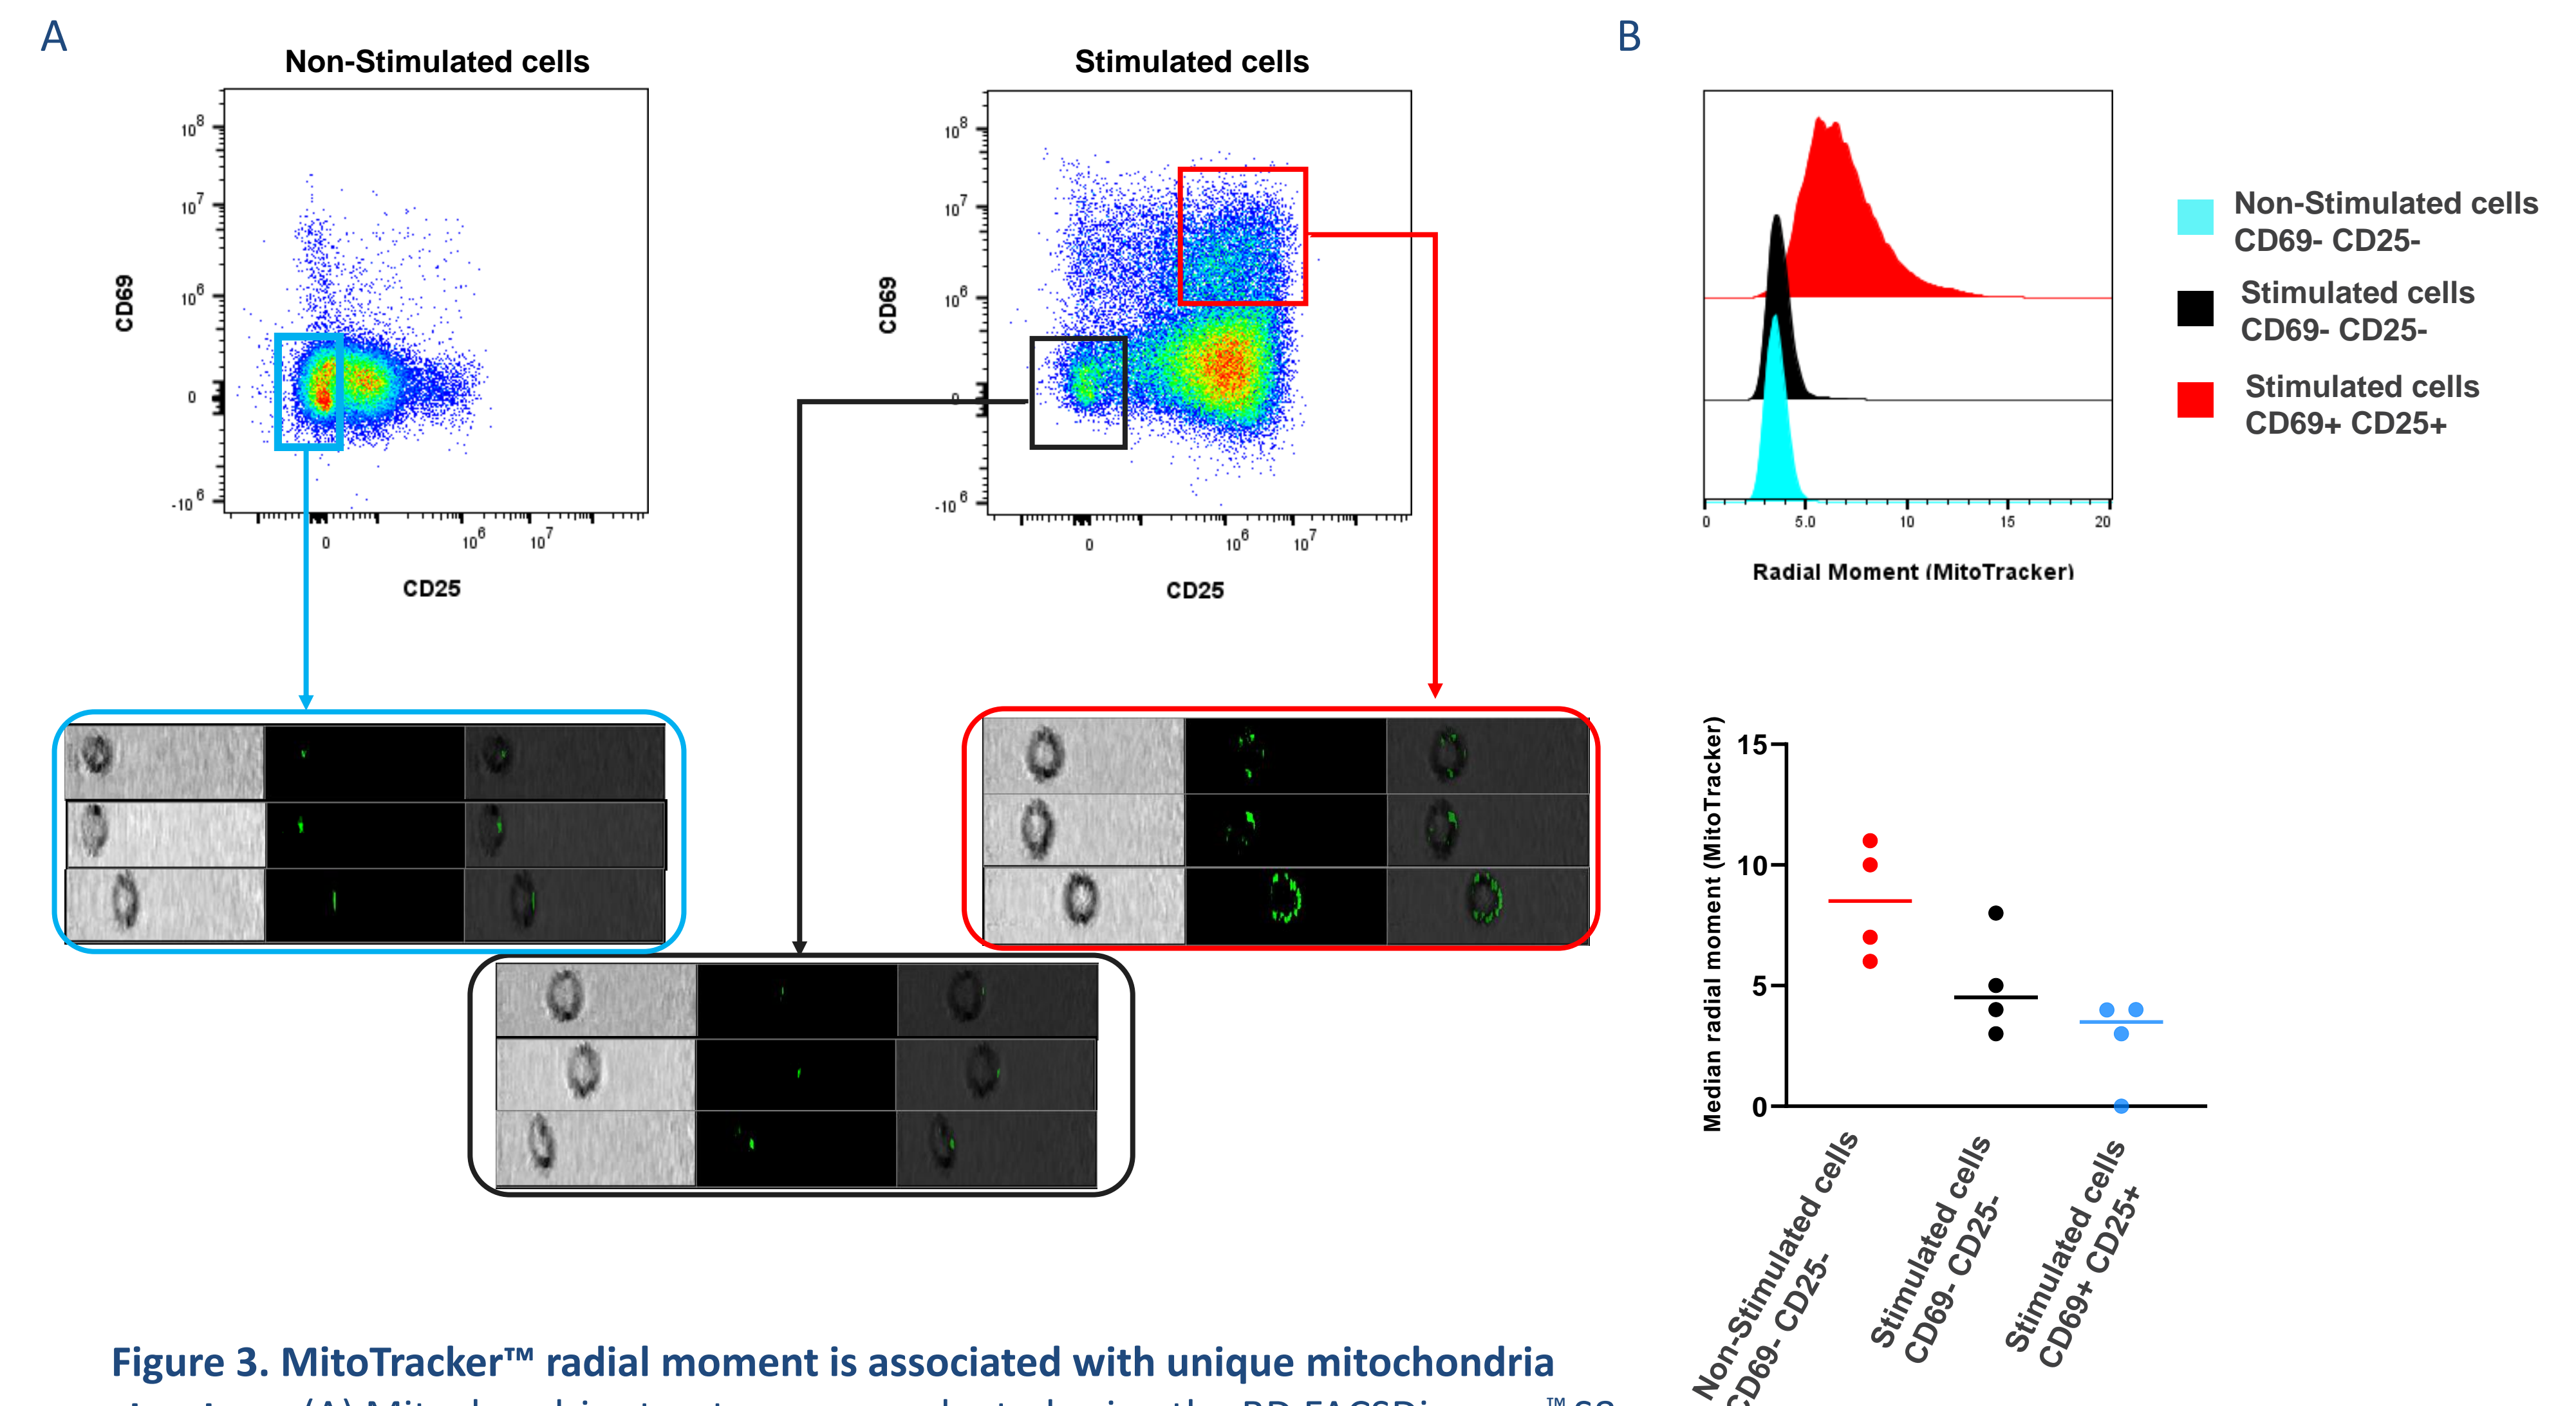 A
Non-Stimulated cells
10 8
10 7
10 6
0
-10 6
CD69
0
10 6
10 7
CD25
Stimulated cells
10 8
10 7
10 6
0
-10 6
CD69
0
10 6
10 7
CD25
B
0
5.0
10
15
20
Radial Moment (MitoTracker)
Non-Stimulated cells
CD69- CD25-
Stimulated cells
CD69- CD25-
Stimulated cells
CD69+ CD25+
Median radial moment (MitoTracker)
15
10
5
0
Non-Stimulated cells
CD69- CD25-
Stimulated cells
CD69- CD25-
Stimulated cells
CD69+ CD25+
Figure 3. MitoTracker™ radial moment is associated with unique mitochondria